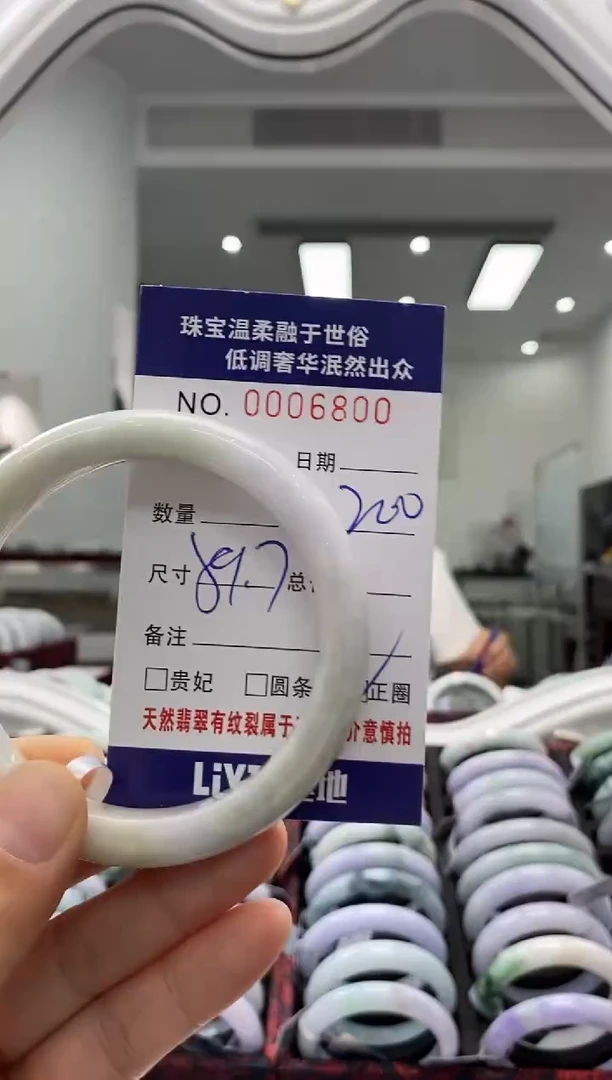 珠宝温柔融于世俗
低调奢华泯然出众
NO. 0006800
日期
数量 200
尺寸 总
备注
贵妃 圆条 正圈
天然翡翠有纹裂属于 介意慎拍
地